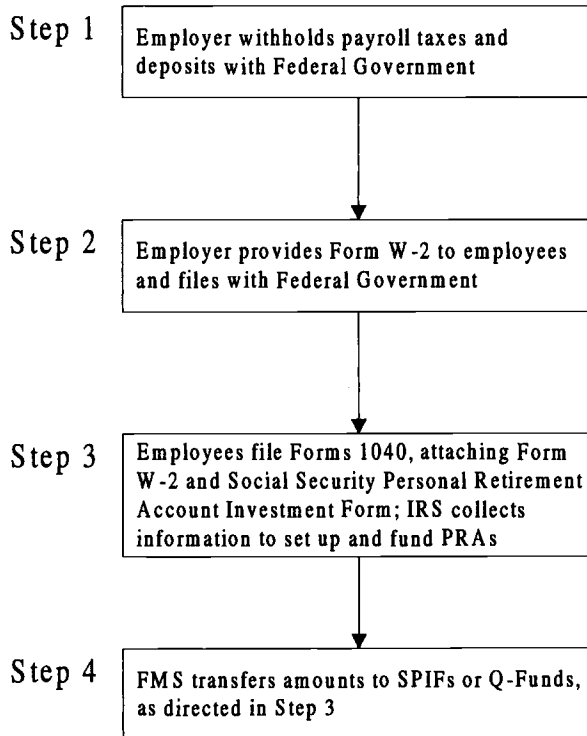 Step 1
Employer withholds payroll taxes and
deposits with Federal Government
Step 2
Employer provides Form W-2 to employees
and files with Federal Government
Step 3
Employees file Forms 1040, attaching Form
W-2 and Social Security Personal Retirement
Account Investment Form; IRS collects
information to set up and fund PRAs
Step 4
FMS transfers amounts to SPIFs or Q-Funds,
as directed in Step 3